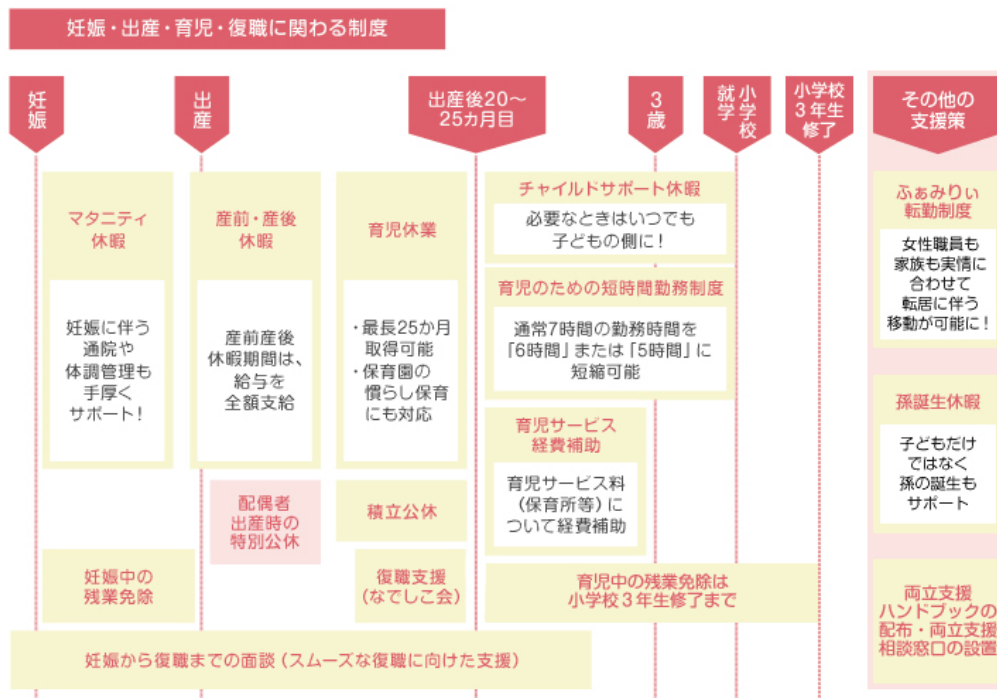 妊娠・出産・育児・復職に関わる制度
妊娠
出産
出産後20〜
25カ月目
3歳
小学校
就学
小学校
3年生
修了
その他の
支援策
マタニティ
休暇
妊娠に伴う
通院や
体調管理も
手厚く
サポート!
産前・産後
休暇
産前産後
休暇期間は、
給与を
全額支給
育児休業
・最長25か月
取得可能
・保育園の
慣らし保育
にも対応
チャイルドサポート休暇
必要なときはいつでも
子どもの側に!
育児のための短時間勤務制度
通常7時間の勤務時間を
「6時間」または「5時間」に
短縮可能
育児サービス
経費補助
育児サービス料
(保育所等)に
ついて経費補助
配偶者
出産時の
特別公休
積立公休
妊娠中の
残業免除
復職支援
(なでしこ会)
育児中の残業免除は
小学校3年生修了まで
妊娠から復職までの面談(スムーズな復職に向けた支援)
ふぁみりぃ
転勤制度
女性職員も
家族も実情に
合わせて
転居に伴う
移動が可能に!
孫誕生休暇
子どもだけ
ではなく
孫の誕生も
サポート
両立支援
ハンドブックの
配布・両立支援
相談窓口の設置